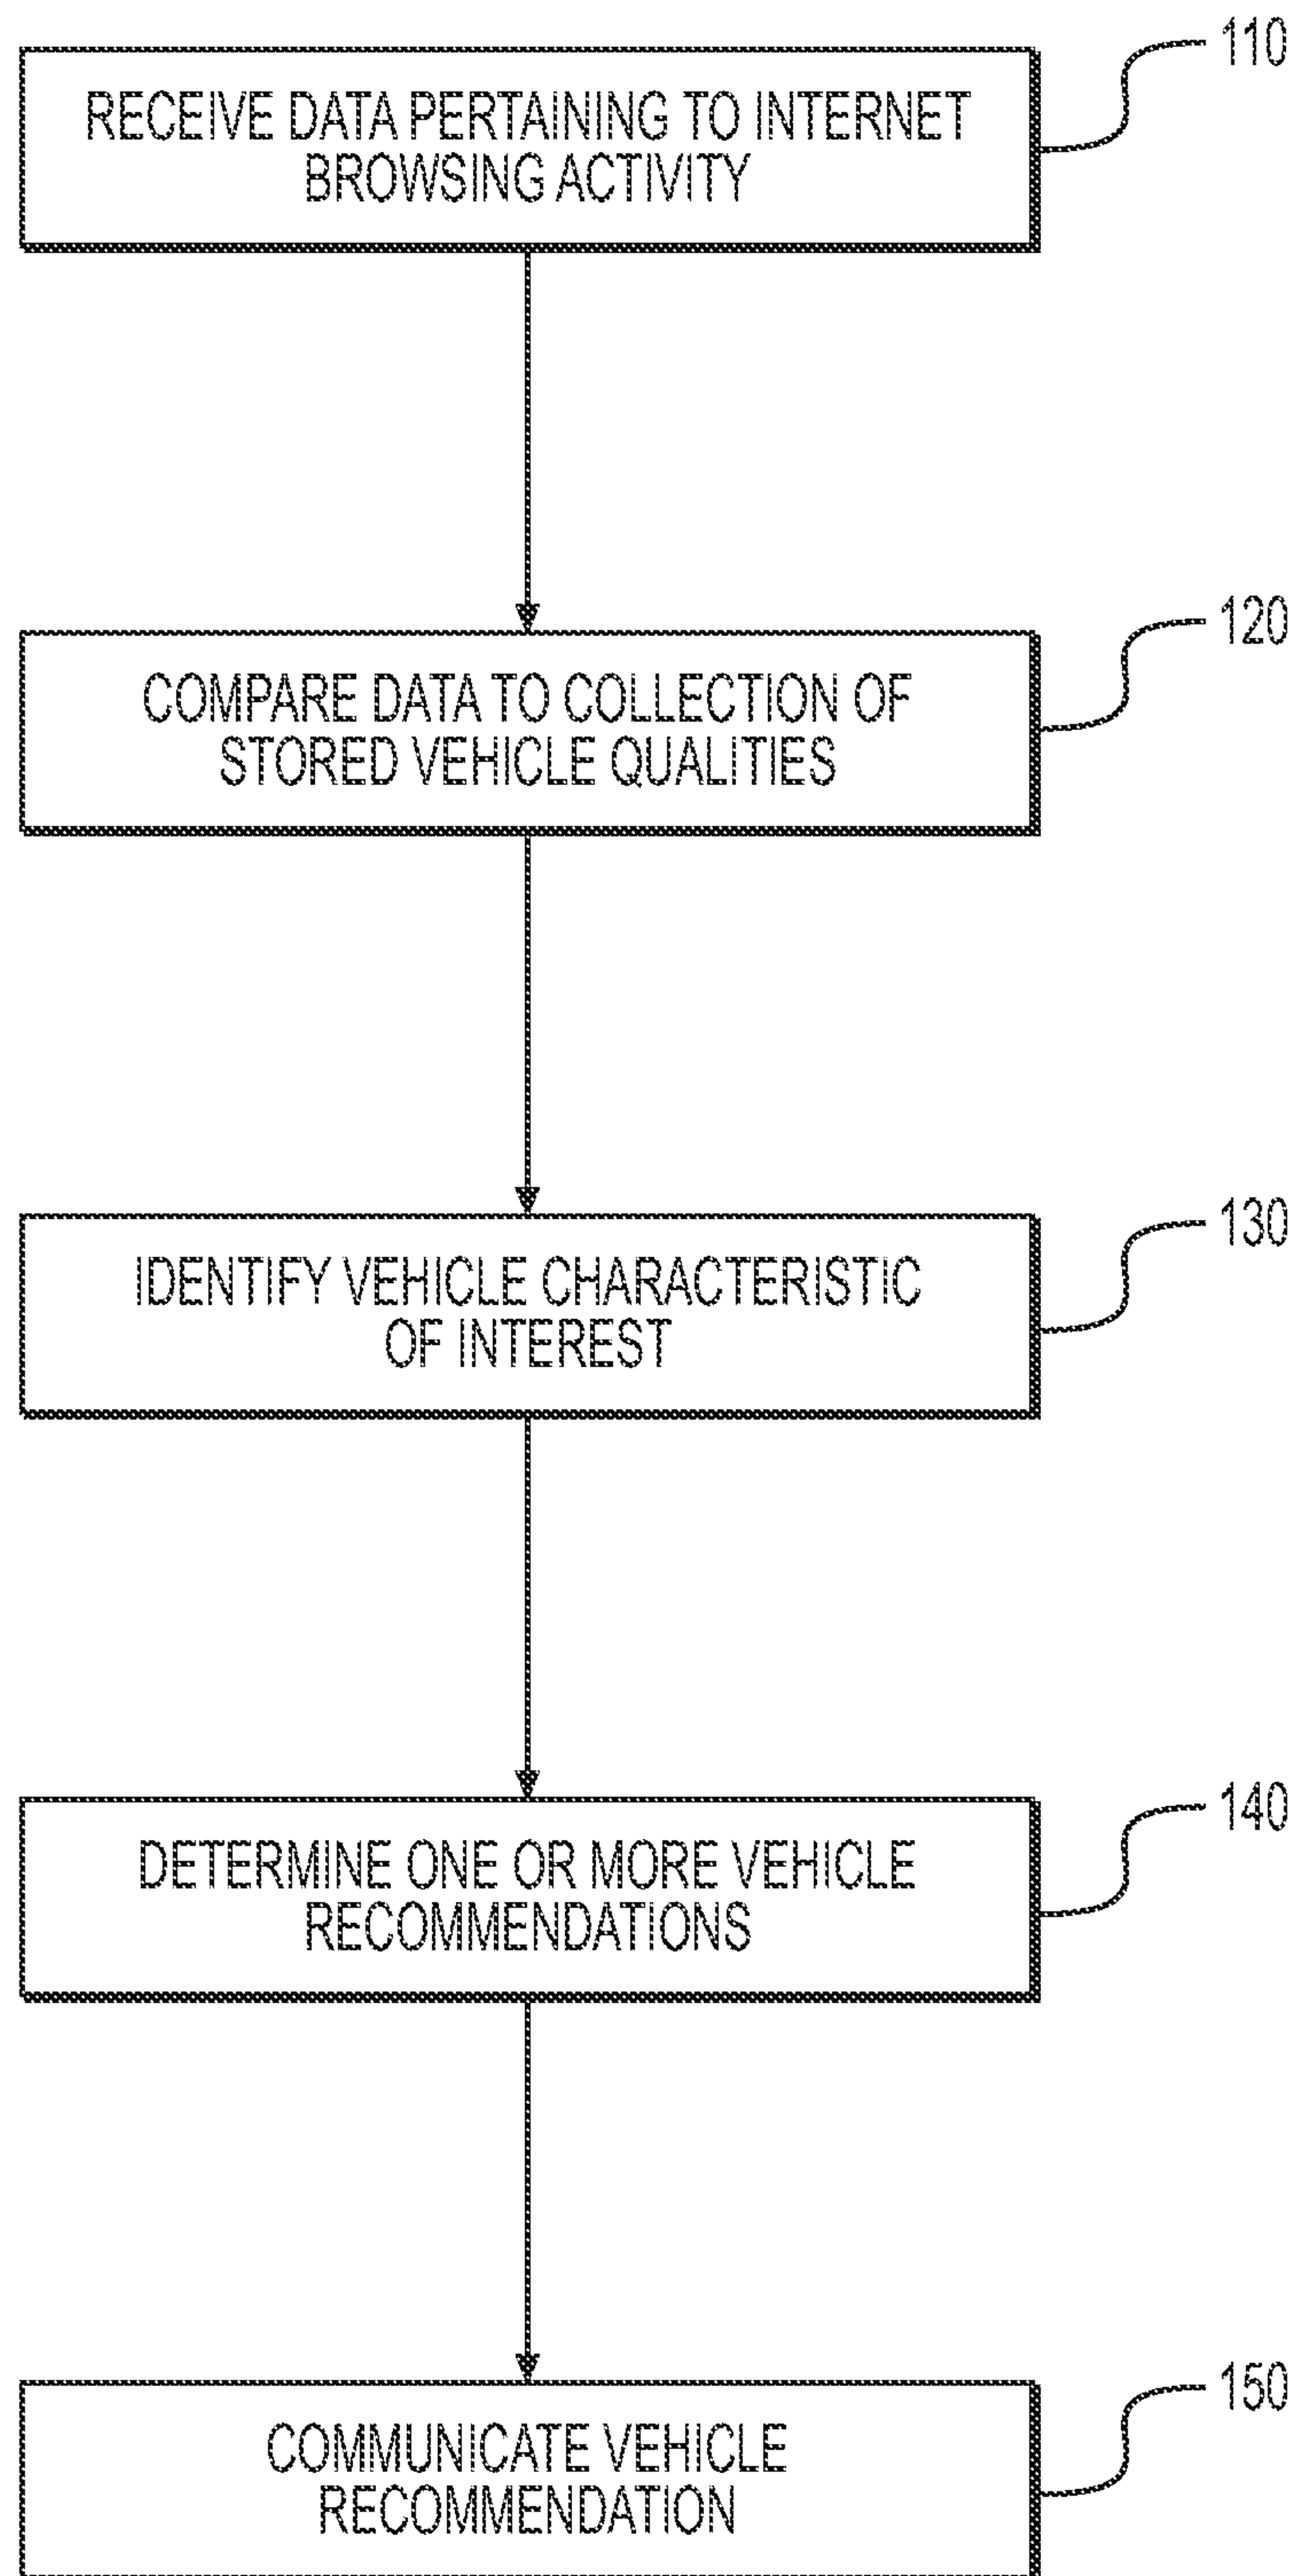 110
RECEIVE DATA PERTAINING TO INTERNET
BROWSING ACTIVITY
120
COMPARE DATA TO COLLECTION OF
STORED VEHICLE QUALITIES
130
IDENTIFY VEHICLE CHARACTERISTIC
OF INTEREST
140
DETERMINE ONE OR MORE VEHICLE
RECOMMENDATIONS
150
COMMUNICATE VEHICLE
RECOMMENDATION